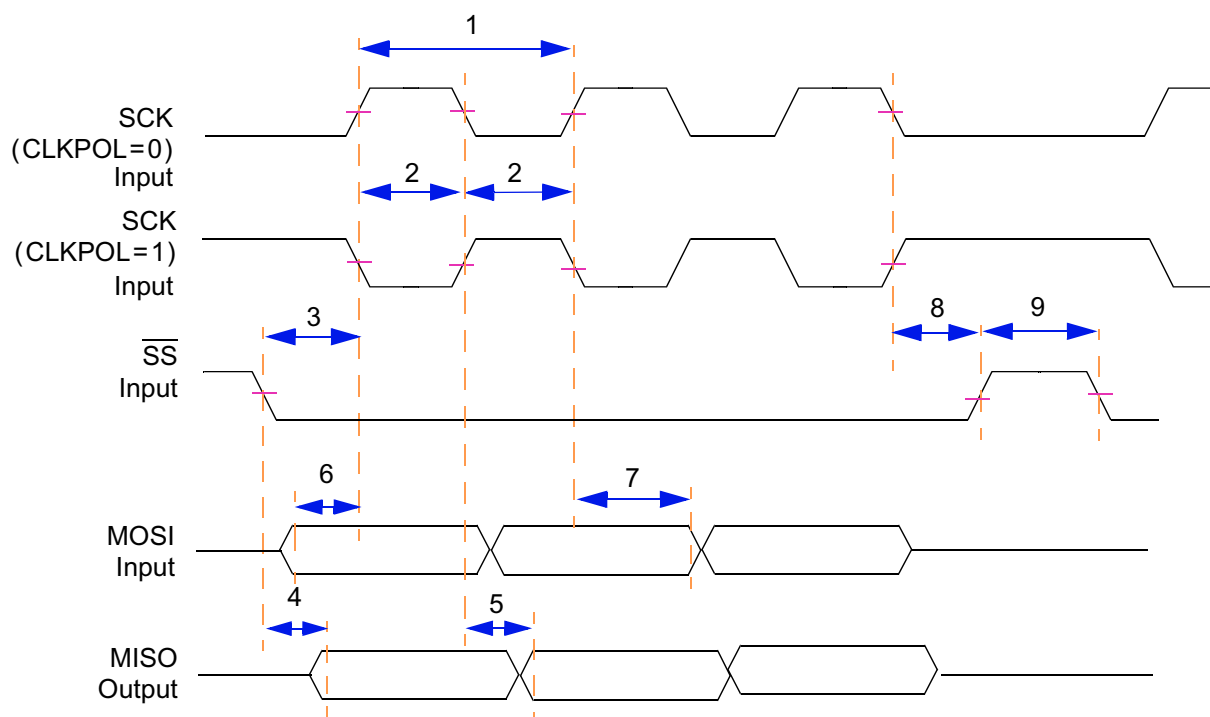 1
SCK
(CLKPOL=0)
Input
2 2
SCK
(CLKPOL=1)
Input
3 8 9
SS
Input
6 7
MOSI
Input
4 5
MISO
Output